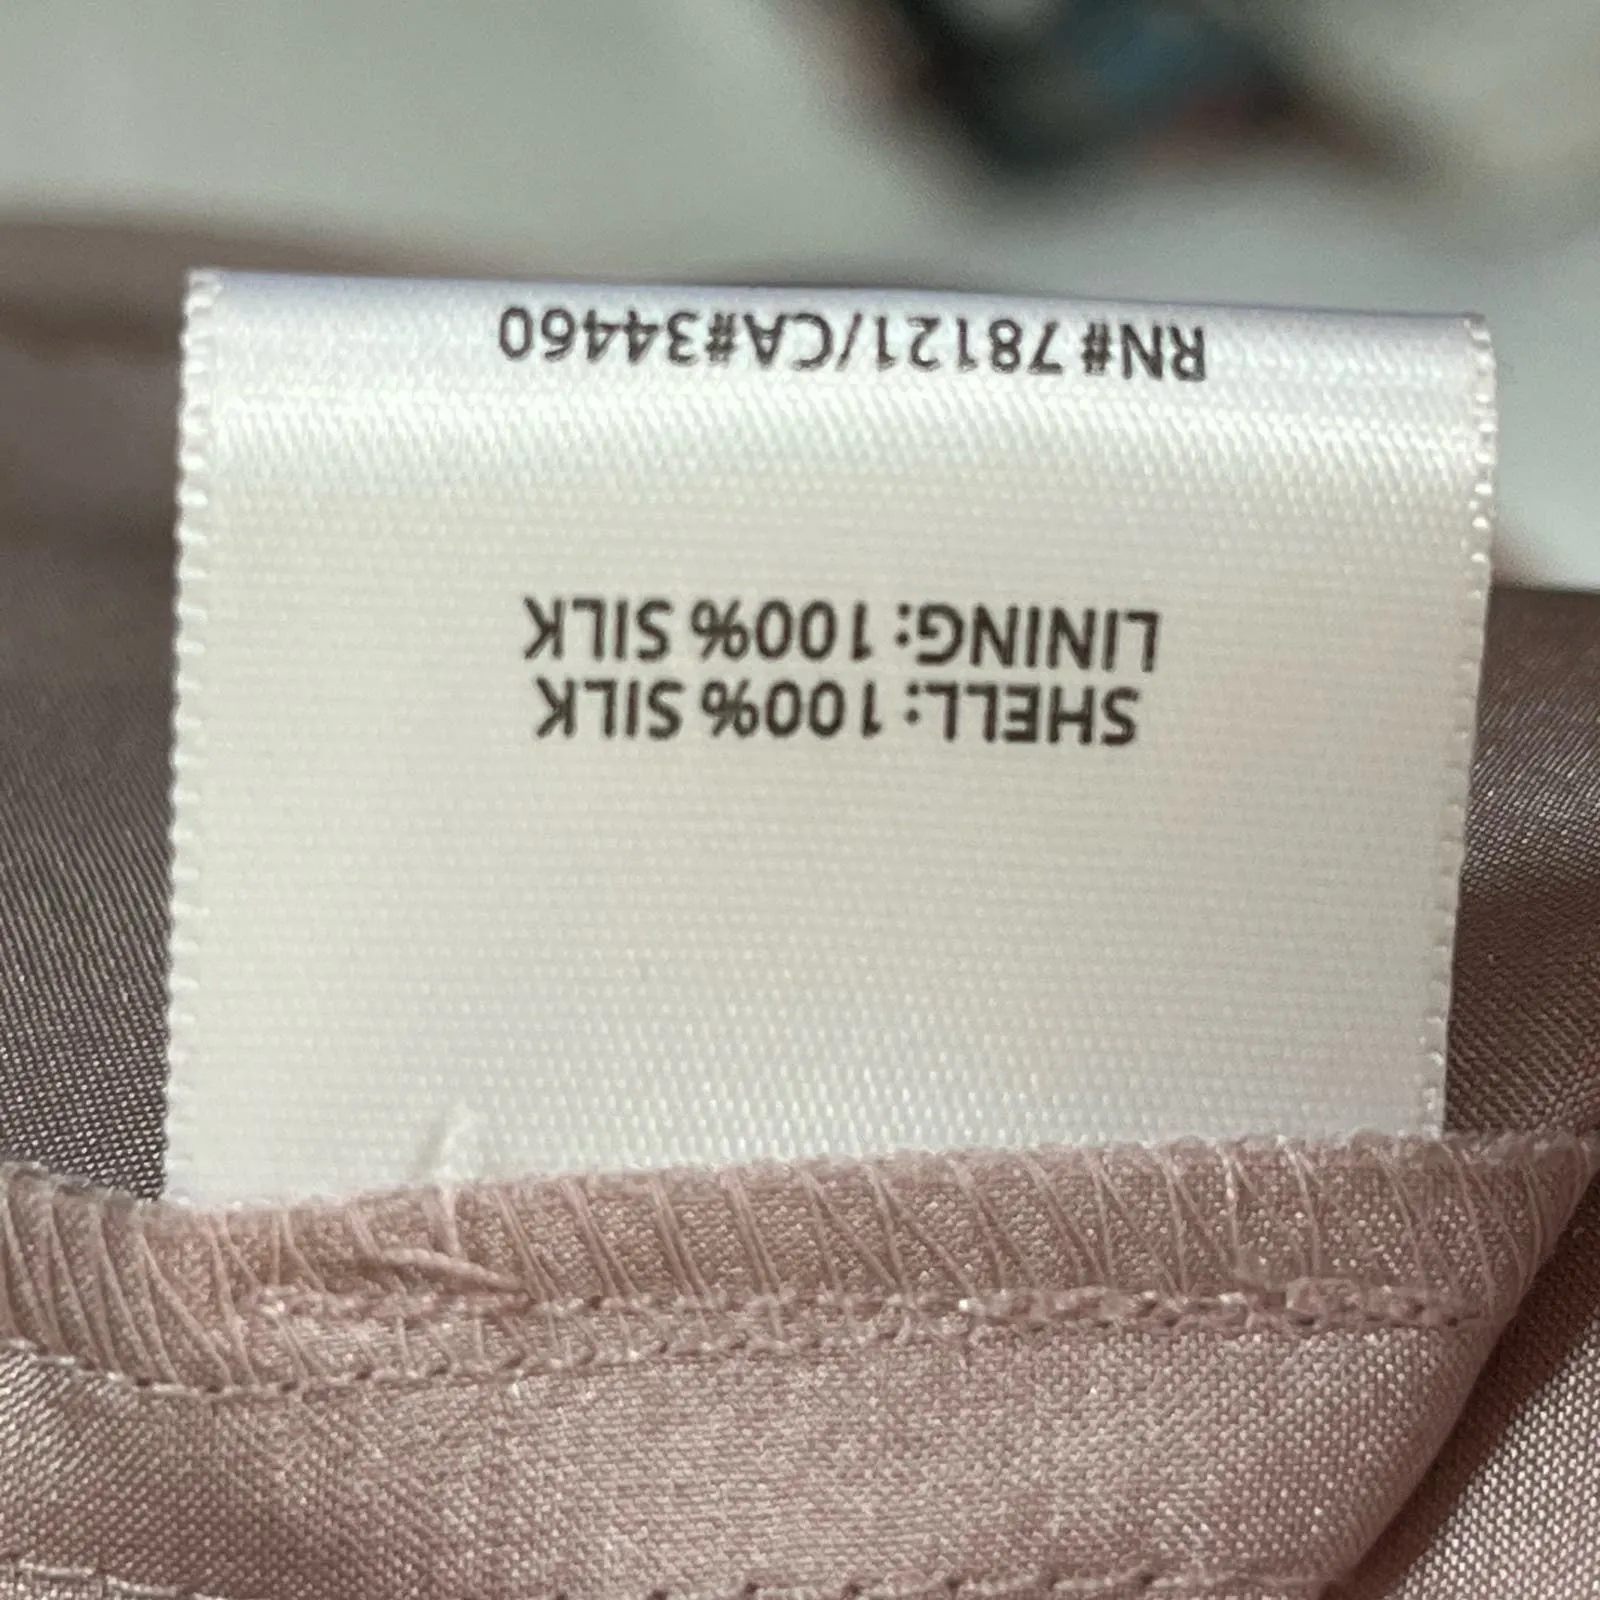 SHELL: 100% SILK
LINING: 100% SILK
RN# 78121/CA#34460